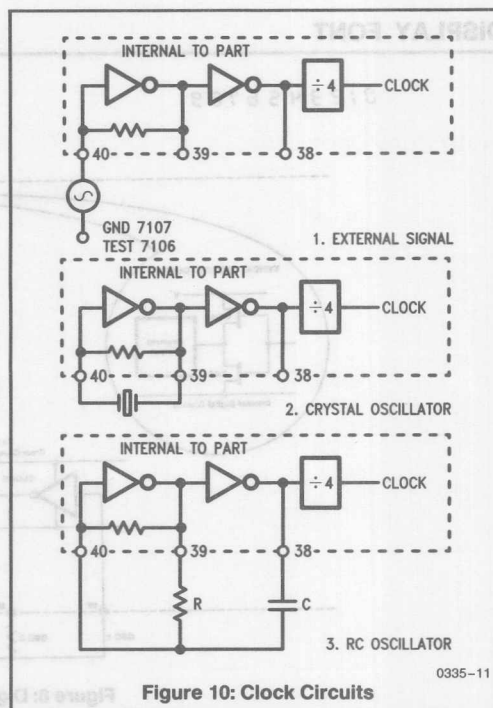 DISPLAY FONT
INTERNAL TO PART
÷4
CLOCK
40
39
38
GND 7107
TEST 7106
1. EXTERNAL SIGNAL
INTERNAL TO PART
÷4
CLOCK
40
39
38
2. CRYSTAL OSCILLATOR
INTERNAL TO PART
÷4
CLOCK
40
39
38
R
C
3. RC OSCILLATOR
0335-11
Figure 10: Clock Circuits